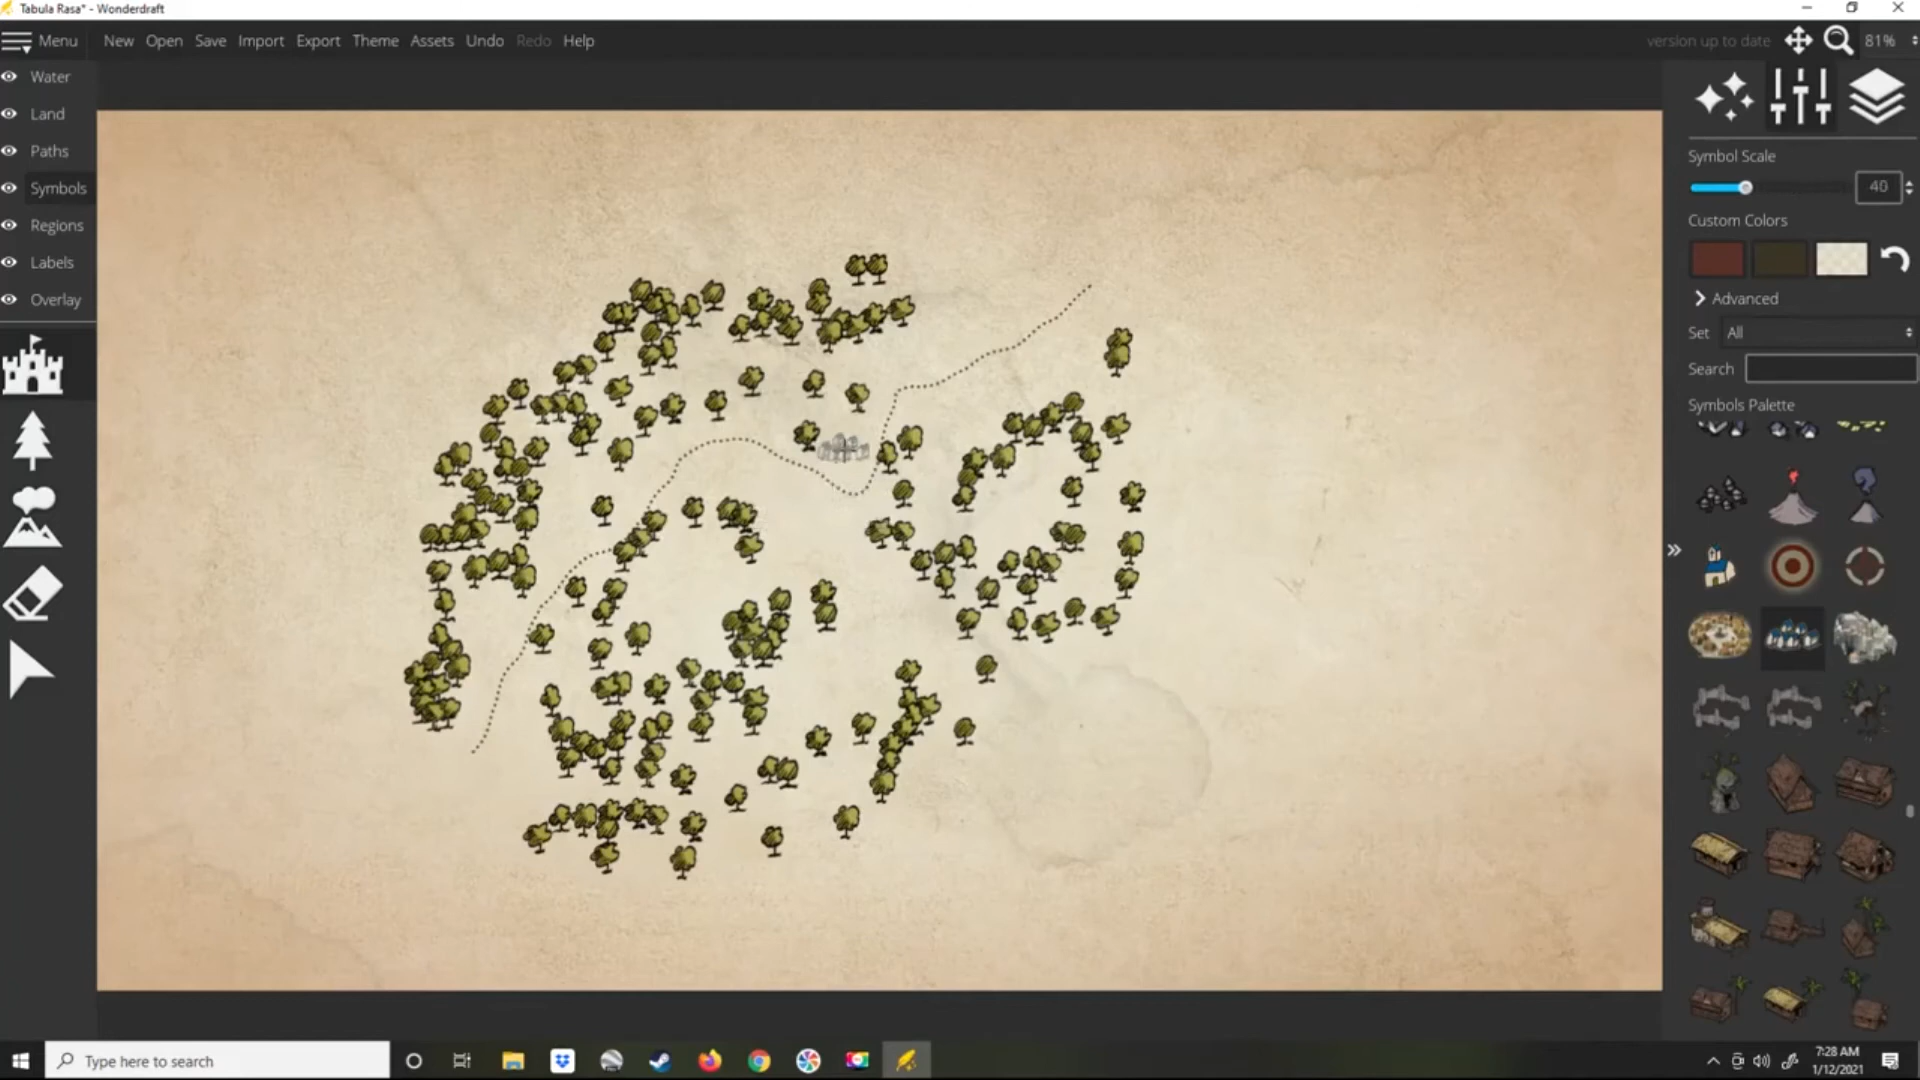 Tabula Rasa* - Wonderdraft
Menu New Open Save Import Export Theme Assets Undo Redo Help version up to date 81%
Water
Land
Paths
Symbols
Regions
Labels
Overlay
Symbol Scale
40
Custom Colors
Advanced
Set All
Search
Symbols Palette
Type here to search
7:28 AM
1/12/2021